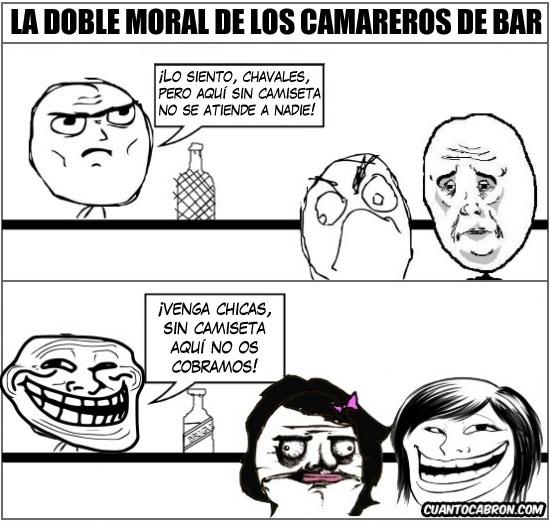 LA DOBLE MORAL DE LOS CAMAREROS DE BAR
¡LO SIENTO, CHAVALES,
PERO AQUÍ SIN CAMISETA
NO SE ATIENDE A NADIE!
¡VENGA CHICAS,
SIN CAMISETA
AQUÍ NO OS
COBRAMOS!
CUANTOCABRON.COM